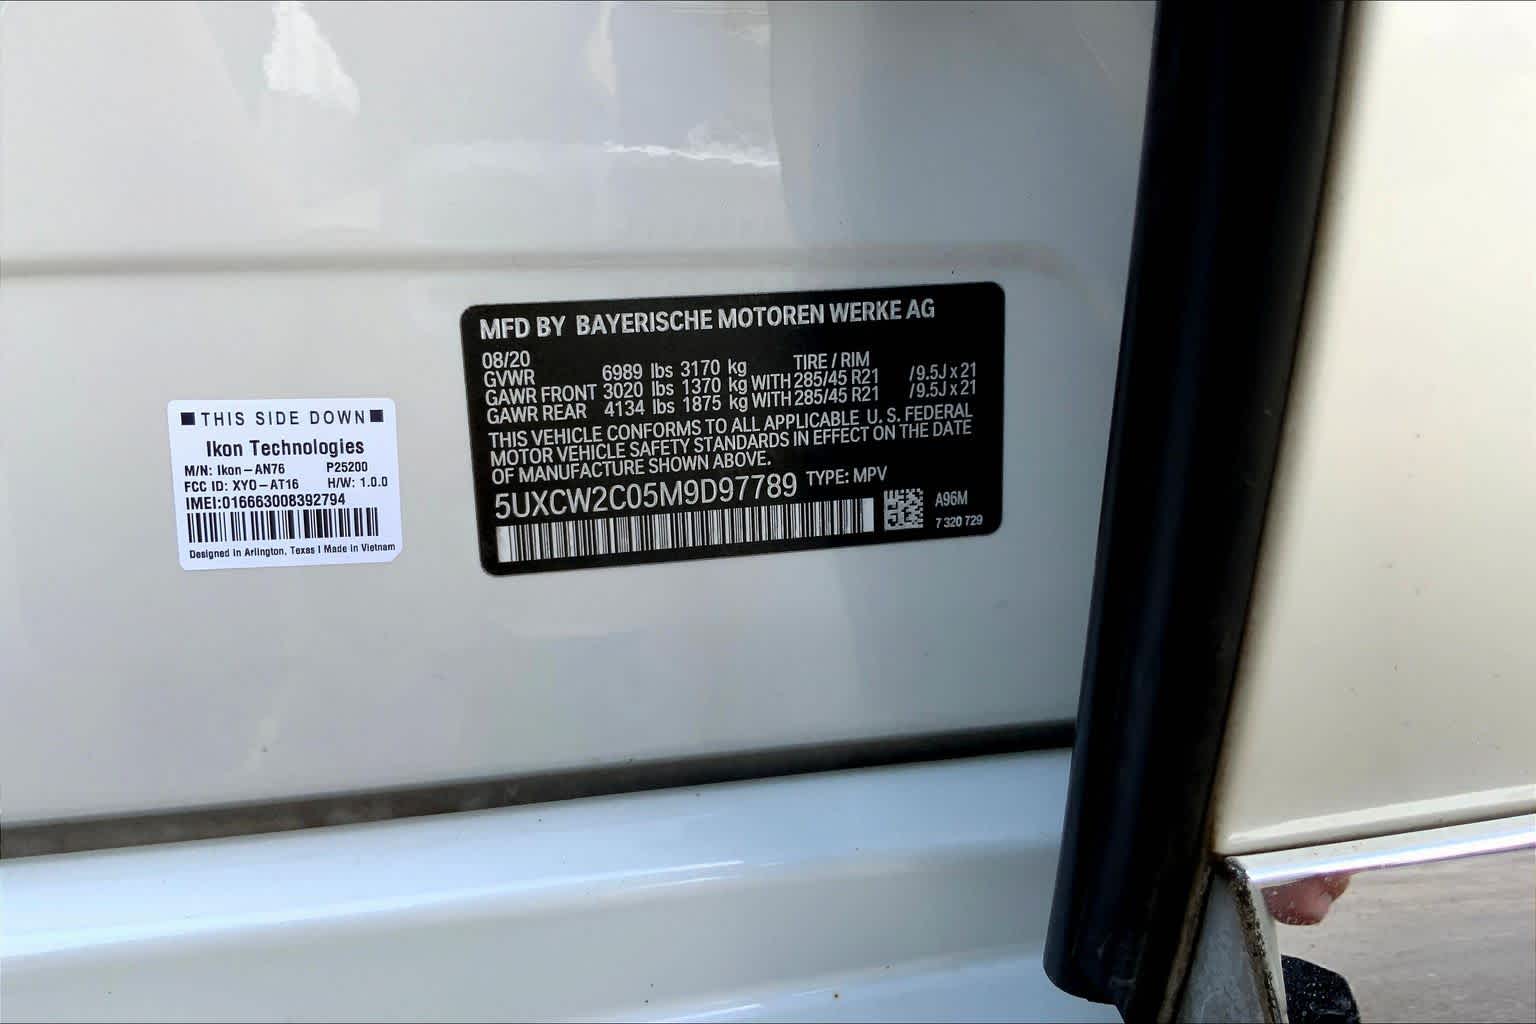 MFD BY BAYERISCHE MOTOREN WERKE AG
08/20 TIRE / RIM
GVWR 6989 lbs 3170 kg
GAWR FRONT 3020 lbs 1370 kg WITH 285/45 R21 / 9.5J x 21
GAWR REAR 4134 lbs 1875 kg WITH 285/45 R21 / 9.5J x 21
THIS VEHICLE CONFORMS TO ALL APPLICABLE U. S. FEDERAL
MOTOR VEHICLE SAFETY STANDARDS IN EFFECT ON THE DATE
OF MANUFACTURE SHOWN ABOVE.
5UXCW2C05M9D97789 TYPE: MPV
A96M
7 320 729
THIS SIDE DOWN
Ikon Technologies
M/N: Ikon-AN76 P25200
FCC ID: XYO-AT16 H/W: 1.0.0
IMEI:016663008392794
Designed in Arlington, Texas | Made in Vietnam